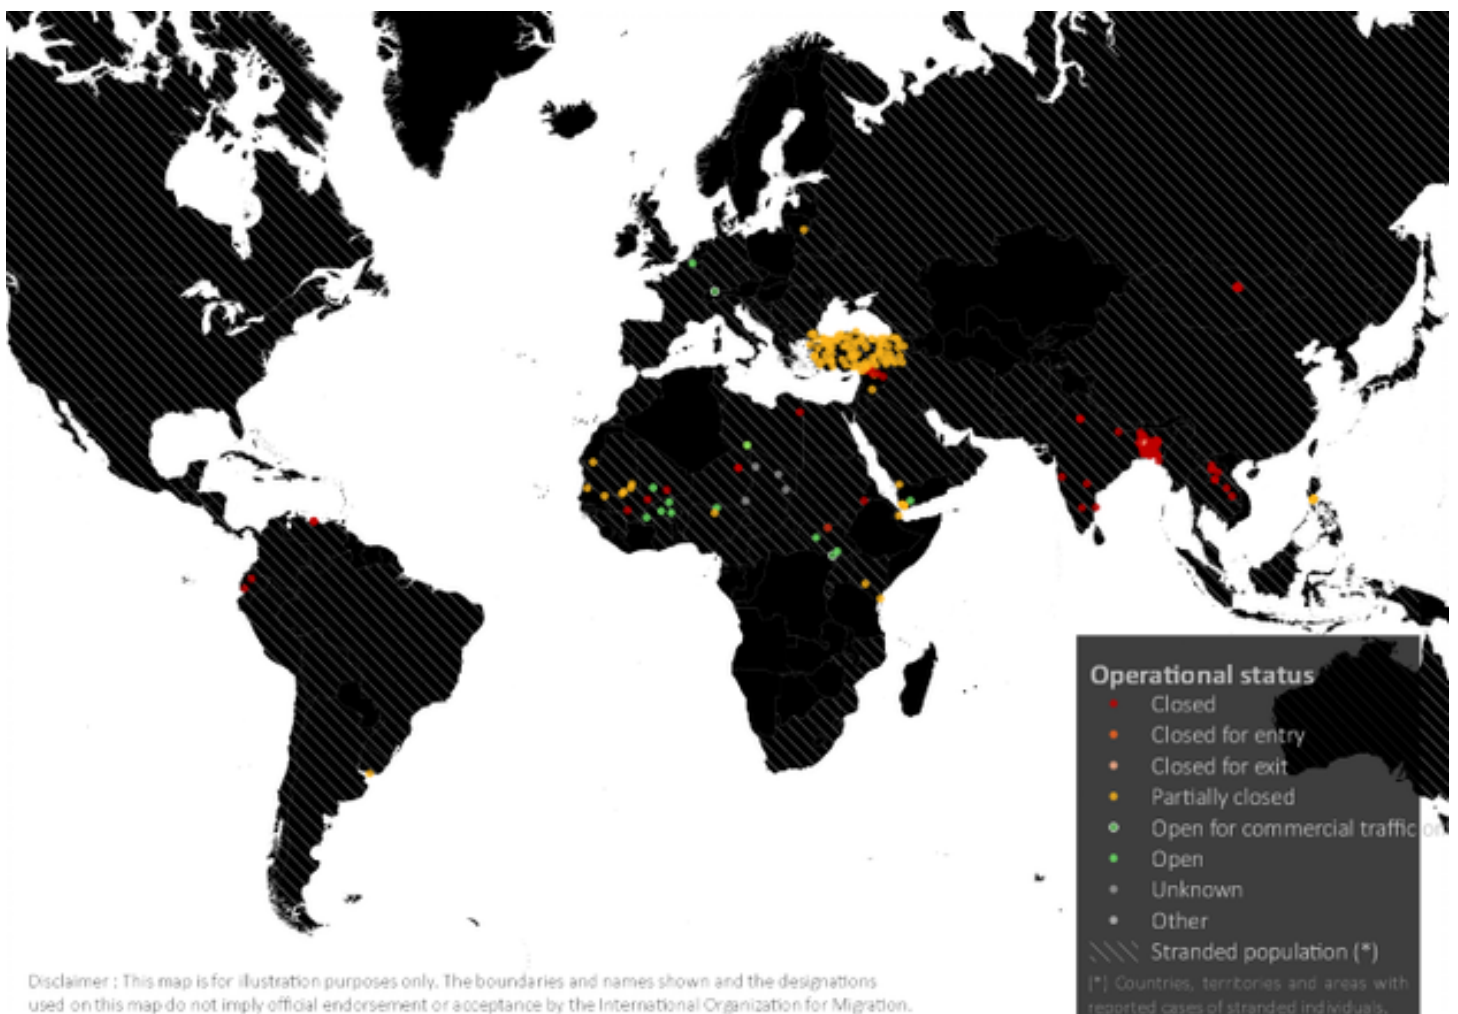 Operational status
Closed
Closed for entry
Closed for exit
Partially closed
Open for commercial traffic on
Open
Unknown
Other
Stranded population (*)
(*) Countries, territories and areas with
reported cases of stranded individuals.
Disclaimer : This map is for illustration purposes only. The boundaries and names shown and the designations
used on this map do not imply official endorsement or acceptance by the International Organization for Migration.